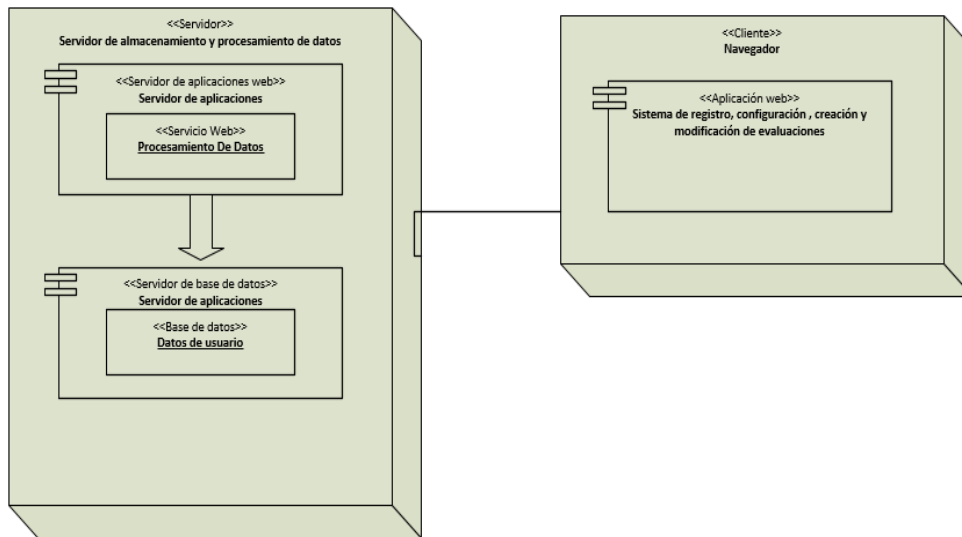 <<Servidor>>
Servidor de almacenamiento y procesamiento de datos
<<Servidor de aplicaciones web>>
Servidor de aplicaciones
<<Servicio Web>>
Procesamiento De Datos
<<Servidor de base de datos>>
Servidor de aplicaciones
<<Base de datos>>
Datos de usuario
<<Cliente>>
Navegador
<<Aplicación web>>
Sistema de registro, configuración , creación y
modificación de evaluaciones